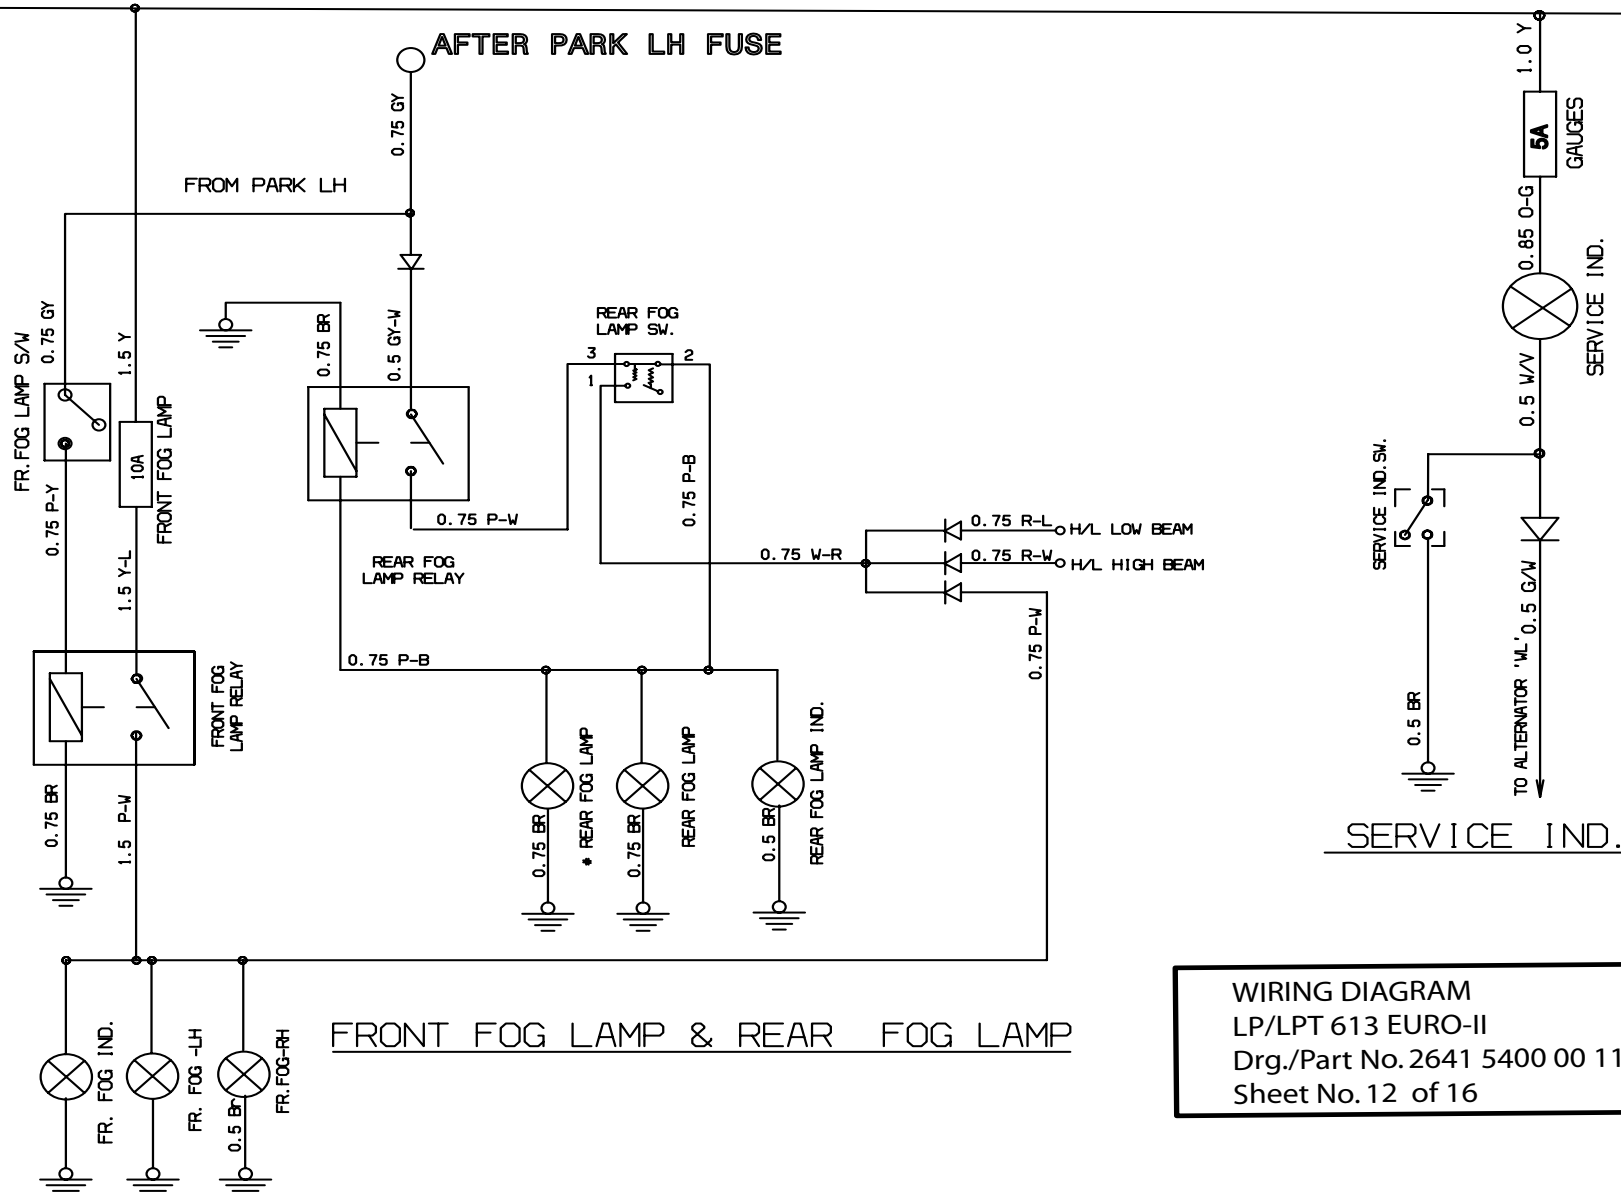 AFTER PARK LH FUSE
0.75 GY
FROM PARK LH
0.75 GY
FR.FOG LAMP S/W
1.5 Y
10A
FRONT FOG LAMP
0.75 P-Y
1.5 Y-L
FRONT FOG
LAMP RELAY
0.75 BR
1.5 P-W
0.75 BR
0.5 GY-W
REAR FOG
LAMP SW.
3
2
1
0.75 P-W
REAR FOG
LAMP RELAY
0.75 P-B
0.75 P-B
0.75 W-R
0.75 R-L
H/L LOW BEAM
0.75 R-W
H/L HIGH BEAM
0.75 P-W
0.75 BR
* REAR FOG LAMP
0.75 BR
REAR FOG LAMP
0.5 BR
REAR FOG LAMP IND.
FR. FOG IND.
FR. FOG -LH
0.5 Br
FR.FOG-RH
FRONT FOG LAMP & REAR FOG LAMP
1.0 Y
5A
GAUGES
0.85 O-G
SERVICE IND.
0.5 W/V
SERVICE IND.SW.
0.5 BR
TO ALTERNATOR 'WL'
0.5 G/W
SERVICE IND.
WIRING DIAGRAM
LP/LPT 613 EURO-II
Drg./Part No. 2641 5400 00 11
Sheet No. 12 of 16